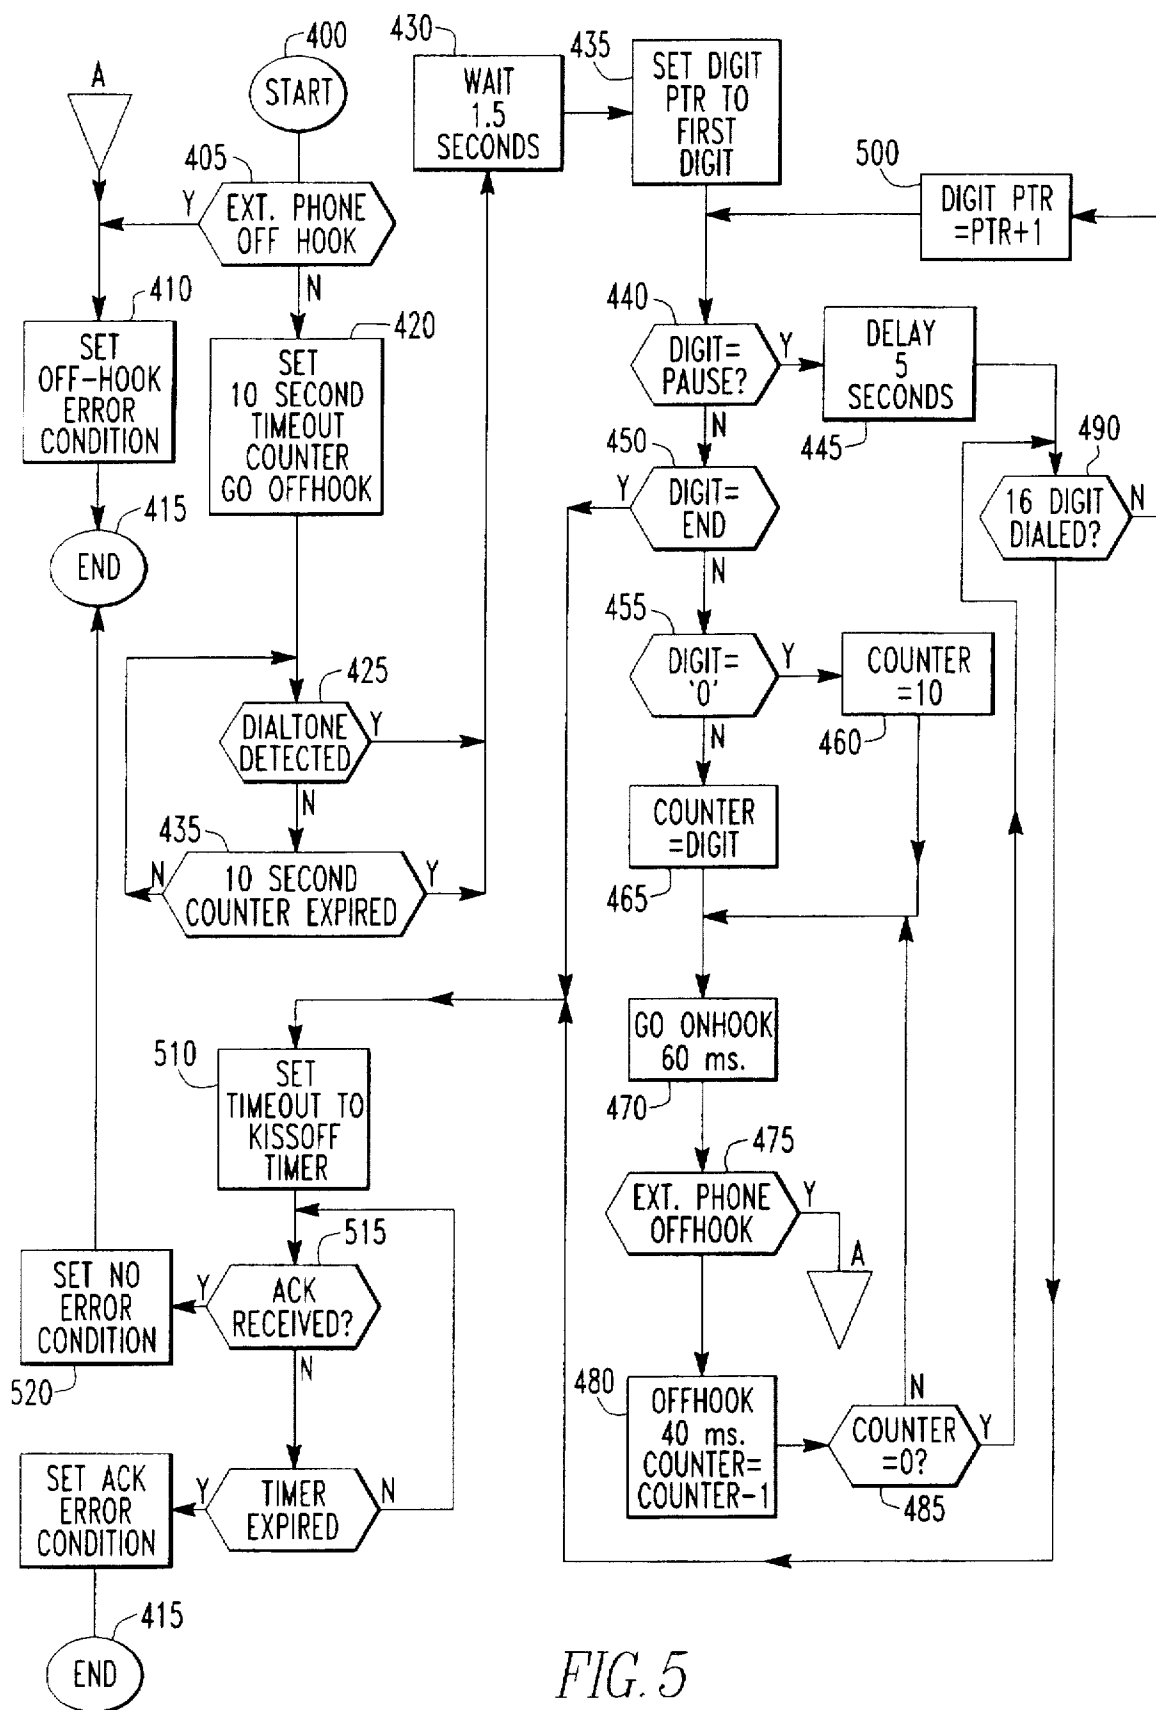 A
400
START
405
Y
EXT. PHONE
OFF HOOK
N
410
SET
OFF-HOOK
ERROR
CONDITION
415
END
420
SET
10 SECOND
TIMEOUT
COUNTER
GO OFFHOOK
425
DIALTONE
DETECTED
Y
N
435
N
10 SECOND
COUNTER EXPIRED
Y
430
WAIT
1.5
SECONDS
435
SET DIGIT
PTR TO
FIRST
DIGIT
500
DIGIT PTR
=PTR+1
440
DIGIT=
PAUSE?
Y
N
DELAY
5
SECONDS
445
450
Y
DIGIT=
END
N
490
16 DIGIT
DIALED?
N
455
DIGIT=
'0'
Y
N
COUNTER
=10
460
COUNTER
=DIGIT
465
GO ONHOOK
60 ms.
470
475
EXT. PHONE
OFFHOOK
Y
A
480
OFFHOOK
40 ms.
COUNTER=
COUNTER-1
N
COUNTER
=0?
Y
485
510
SET
TIMEOUT TO
KISSOFF
TIMER
515
ACK
RECEIVED?
Y
N
SET NO
ERROR
CONDITION
520
TIMER
EXPIRED
Y
N
SET ACK
ERROR
CONDITION
415
END
FIG. 5